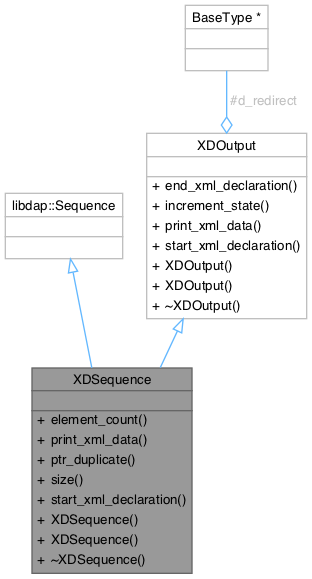 BaseType *
#d_redirect
XDOutput
+ end_xml_declaration()
+ increment_state()
+ print_xml_data()
+ start_xml_declaration()
+ XDOutput()
+ XDOutput()
+ ~XDOutput()
libdap::Sequence
XDSequence
+ element_count()
+ print_xml_data()
+ ptr_duplicate()
+ size()
+ start_xml_declaration()
+ XDSequence()
+ XDSequence()
+ ~XDSequence()